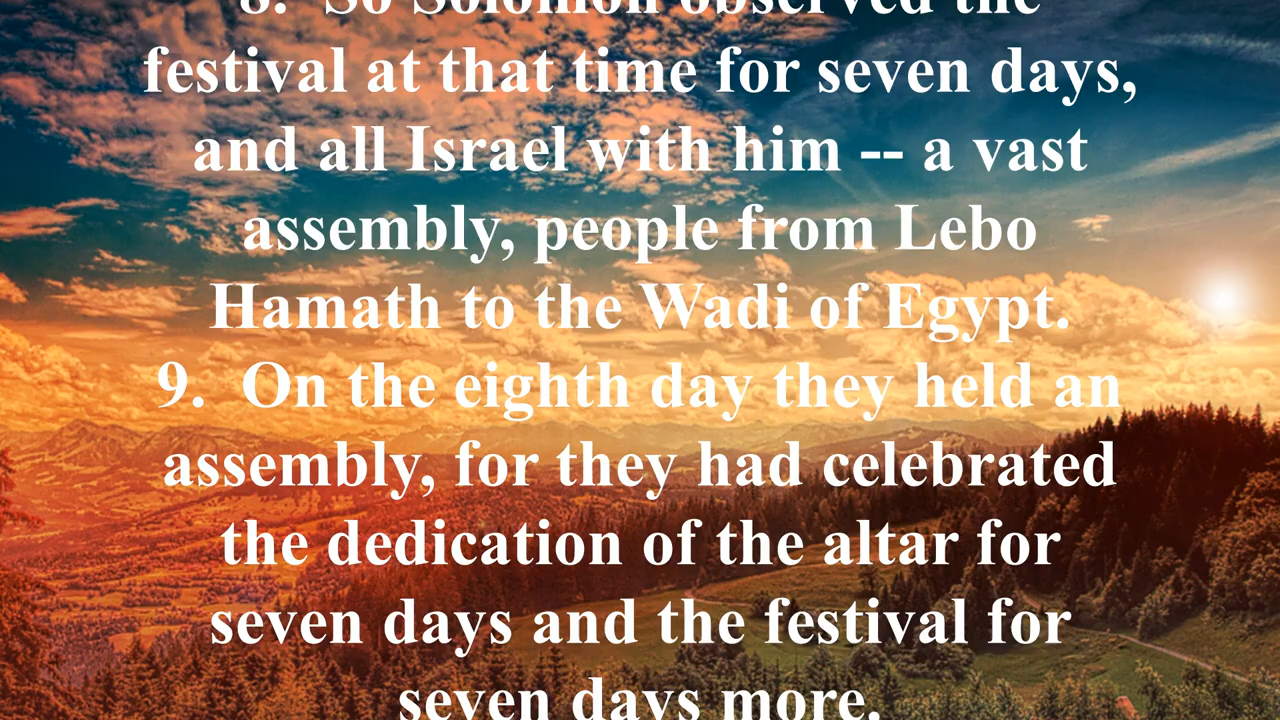 8.  So Solomon observed the
festival at that time for seven days,
and all Israel with him -- a vast
assembly, people from Lebo
Hamath to the Wadi of Egypt.
9.  On the eighth day they held an
assembly, for they had celebrated
the dedication of the altar for
seven days and the festival for
seven days more.